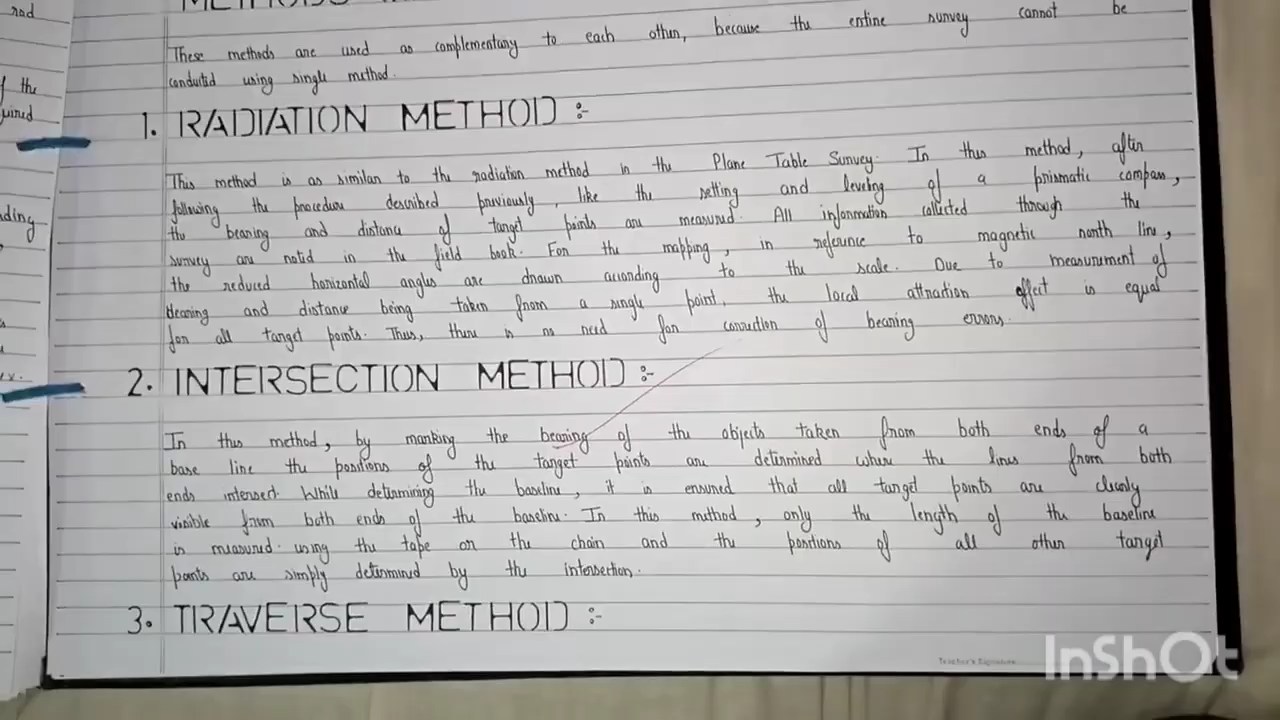 rad
These methods are used as complementary to each other, because the entire survey cannot be
conducted using single method.
f the
quired
1. RADIATION METHOD :-
This method is as similar to the radiation method in the Plane Table Survey. In this method, after
following the procedure described previously, like the setting and leveling of a prismatic compass,
the bearing and distance of target points are measured. All information collected through the
survey are noted in the field book. For the mapping, in reference to magnetic north line,
the reduced horizontal angles are drawn according to the scale. Due to measurement of
bearing and distance being taken from a single point, the local attraction effect is equal
for all target points. Thus, there is no need for correction of bearing errors.
2. INTERSECTION METHOD :-
In this method, by marking the bearing of the objects taken from both ends of a
base line the positions of the target points are determined where the lines from both
ends intersect. While determining the baseline, it is ensured that all target points are clearly
visible from both ends of the baseline. In this method, only the length of the baseline
is measured using the tape or the chain and the positions of all other target
points are simply determined by the intersection.
3. TRAVERSE METHOD :-
Teacher's Signature
InShOt